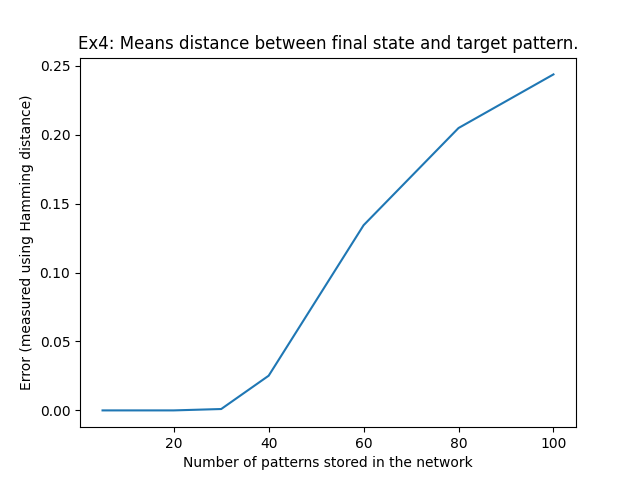 Ex4: Means distance between final state and target pattern.
0.25
0.20
0.15
0.10
0.05
0.00
Error (measured using Hamming distance)
20 40 60 80 100
Number of patterns stored in the network